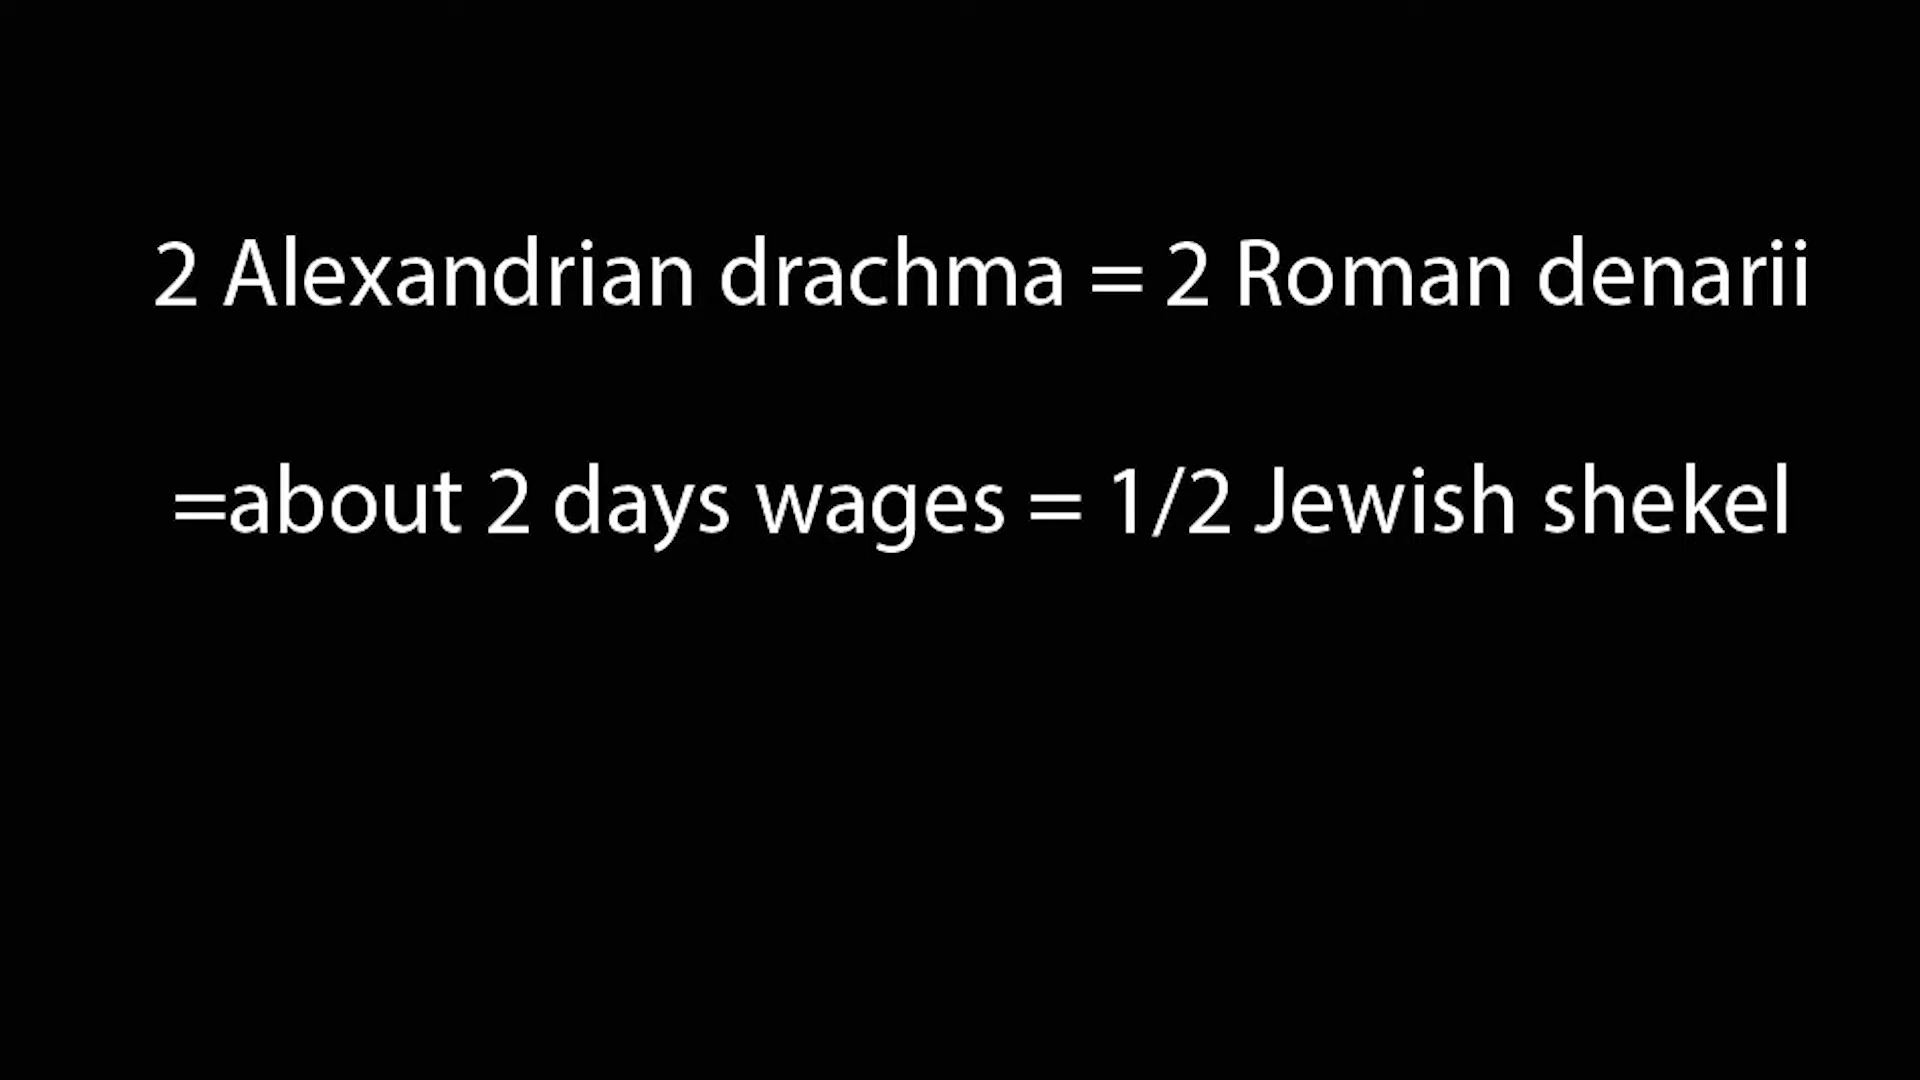 2 Alexandrian drachma = 2 Roman denarii
=about 2 days wages = 1/2 Jewish shekel